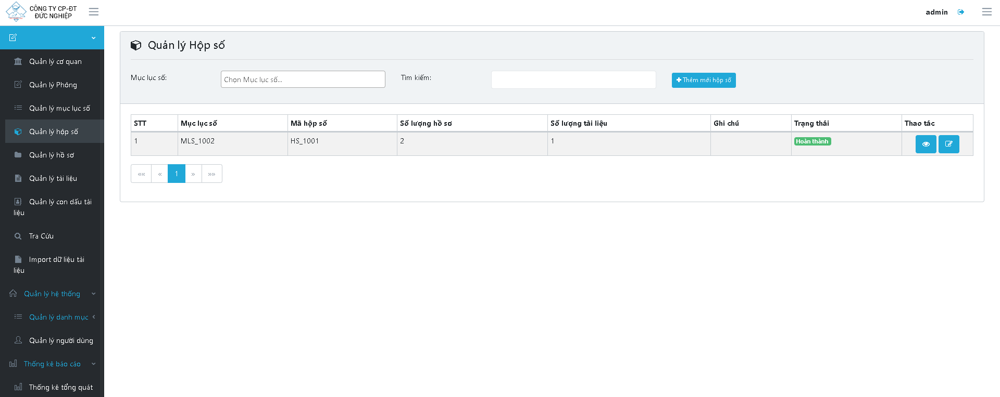 CÔNG TY CP-ĐT
ĐỨC NGHIỆP
admin
Quản lý cơ quan
Quản lý Phông
Quản lý mục lục số
Quản lý hộp số
Quản lý hồ sơ
Quản lý tài liệu
Quản lý con dấu tài
liệu
Tra Cứu
Import dữ liệu tài
liệu
Quản lý hệ thống
Quản lý danh mục
Quản lý người dùng
Thống kê báo cáo
Thống kê tổng quát
Quản lý Hộp số
Mục lục số: Chọn Mục lục số... Tìm kiếm: Thêm mới hộp số
STT Mục lục số Mã hộp số Số lượng hồ sơ Số lượng tài liệu Ghi chú Trạng thái Thao tác
1 MLS_1002 HS_1001 2 1 Hoàn thành
«« « 1 » »»